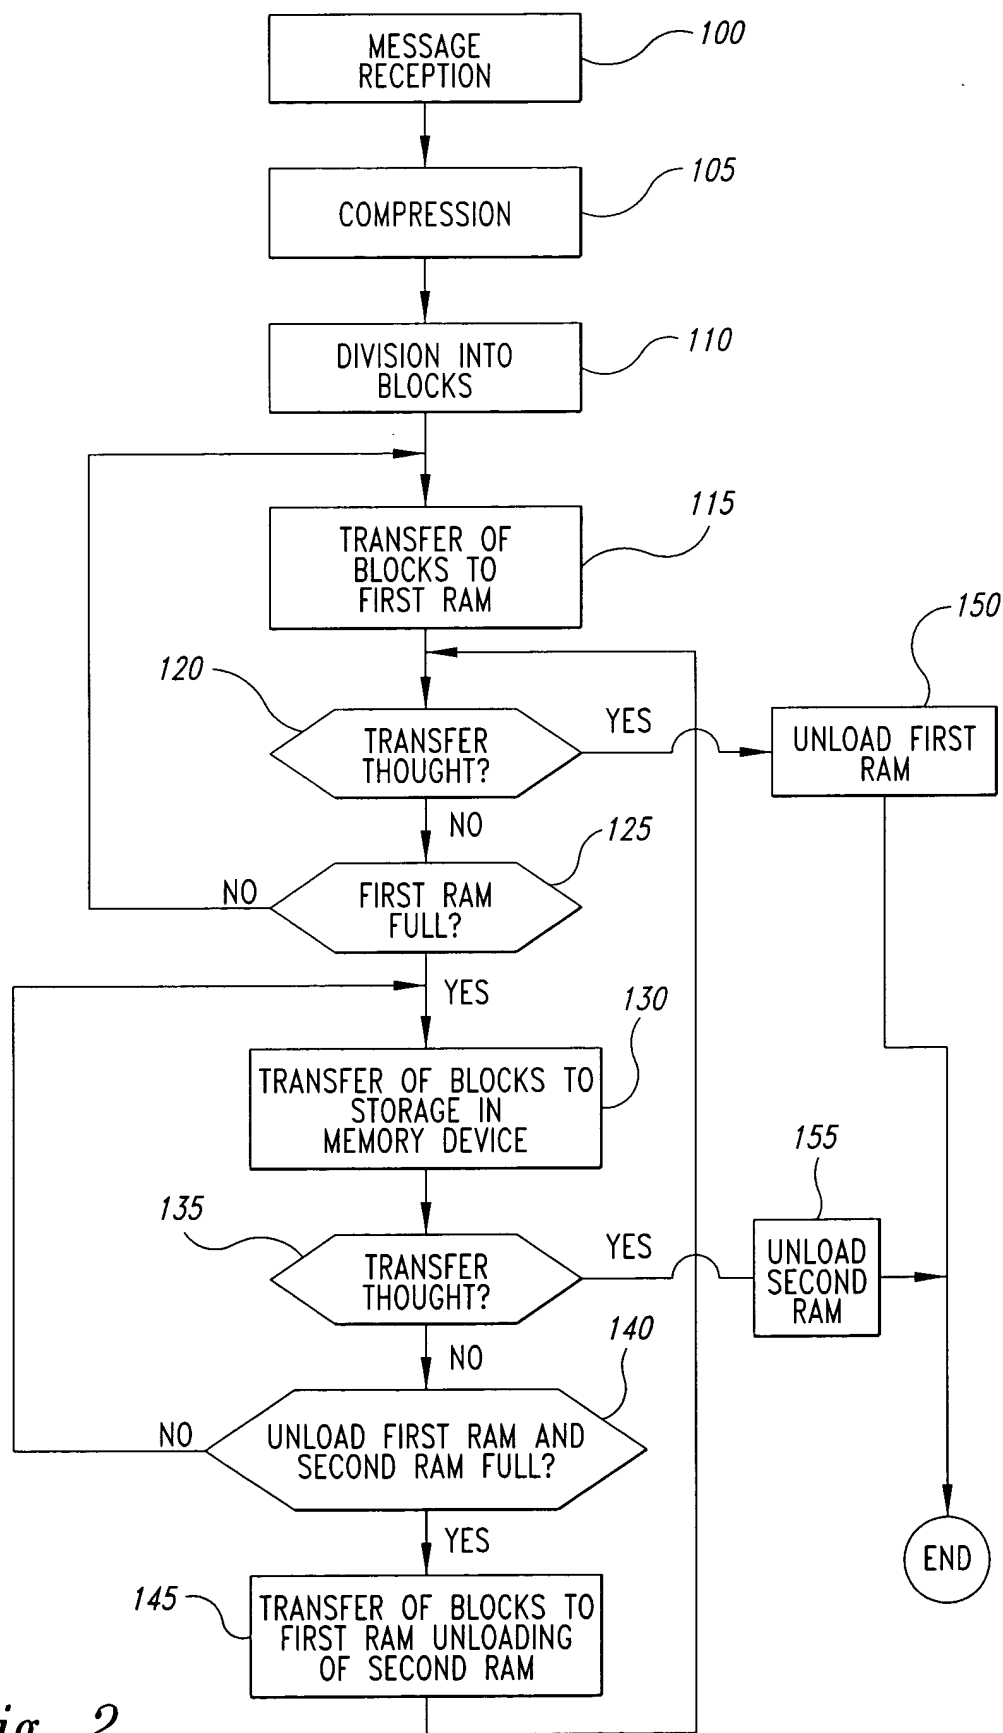 MESSAGE
RECEPTION
100
COMPRESSION
105
DIVISION INTO
BLOCKS
110
TRANSFER OF
BLOCKS TO
FIRST RAM
115
120
TRANSFER
THOUGHT?
YES
150
UNLOAD FIRST
RAM
NO
125
FIRST RAM
FULL?
NO
YES
130
TRANSFER OF BLOCKS TO
STORAGE IN
MEMORY DEVICE
135
TRANSFER
THOUGHT?
YES
155
UNLOAD
SECOND
RAM
NO
140
UNLOAD FIRST RAM AND
SECOND RAM FULL?
NO
YES
END
145
TRANSFER OF BLOCKS TO
FIRST RAM UNLOADING
OF SECOND RAM
2